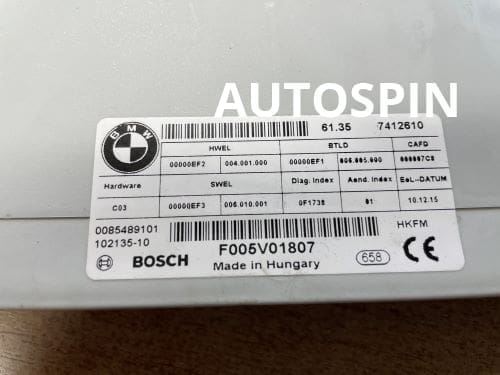 AUTOSPIN
BMW
61.35 7412610
HWEL BTLD CAFD
00000EF2 004.001.000 00000EF1
Hardware SWEL Diag. Index Aend. Index EoL-DATUM
C03 00000EF3 006.010.001 0F1738 01 10.12.15
0085489101
102135-10
HKFM
BOSCH F005V01807
Made in Hungary 658 CE